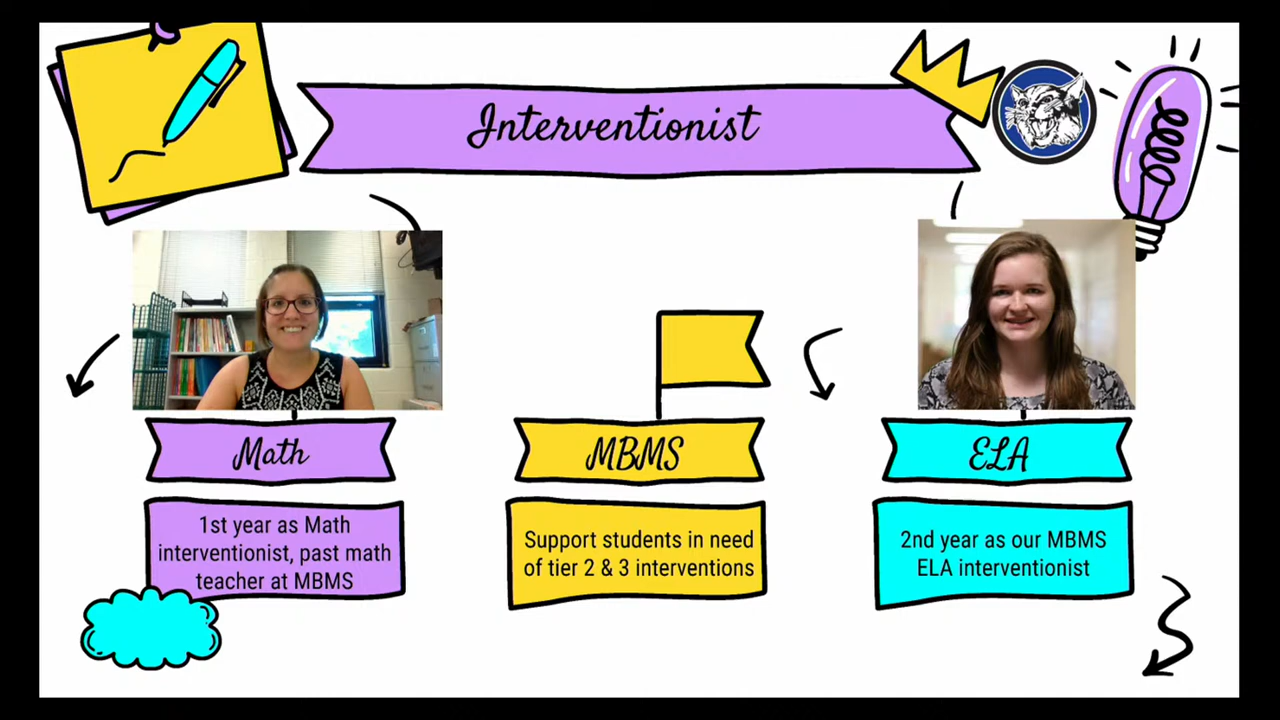 Interventionist
Math
1st year as Math
interventionist, past math
teacher at MBMS
MBMS
Support students in need
of tier 2 & 3 interventions
ELA
2nd year as our MBMS
ELA interventionist